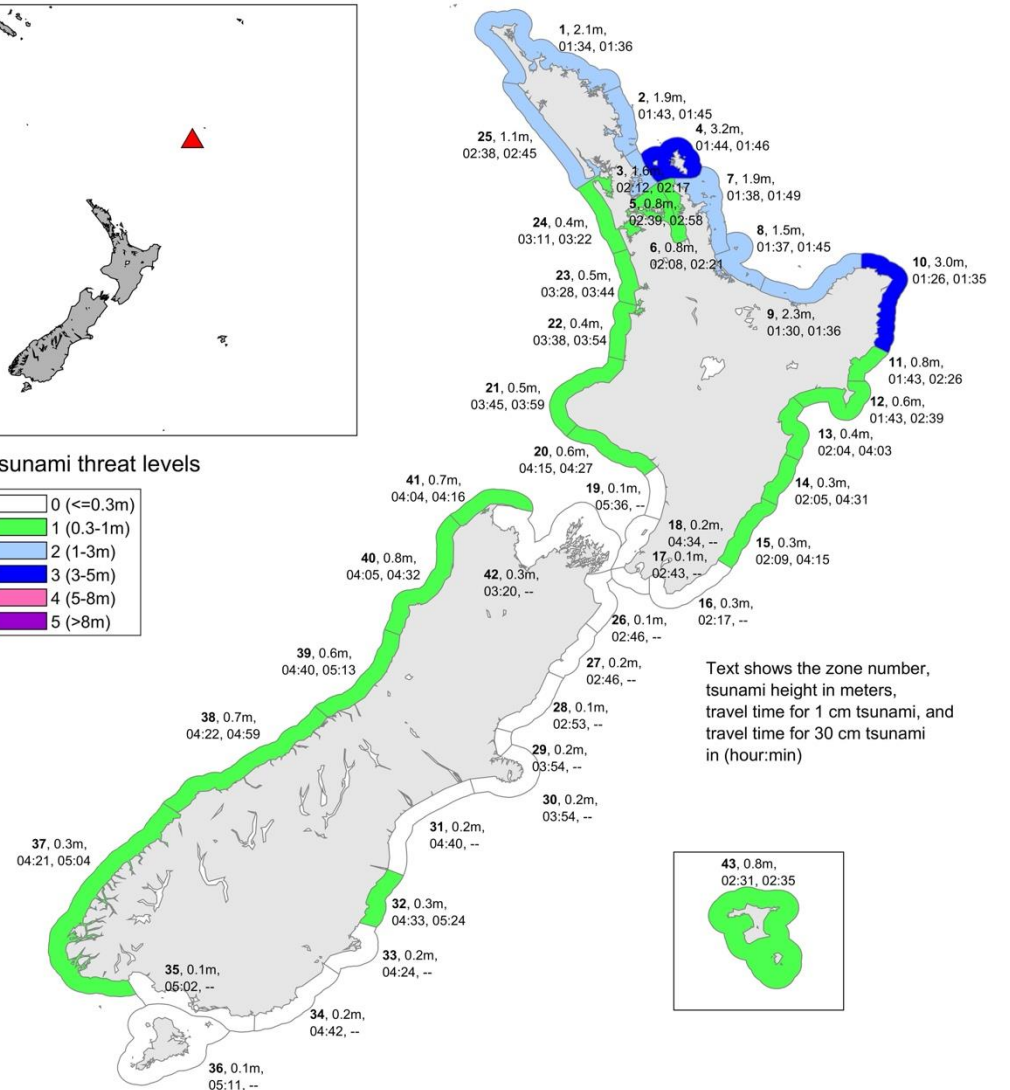 sunami threat levels
0 (<=0.3m)
1 (0.3-1m)
2 (1-3m)
3 (3-5m)
4 (5-8m)
5 (>8m)
1, 2.1m,
01:34, 01:36
2, 1.9m,
01:43, 01:45
4, 3.2m,
01:44, 01:46
25, 1.1m,
02:38, 02:45
3, 1.6
02:12, 02:17
7, 1.9m,
01:38, 01:49
5, 0.8m,
02:39, 02:58
24, 0.4m,
03:11, 03:22
8, 1.5m,
01:37, 01:45
6, 0.8m,
02:08, 02:21
10, 3.0m,
01:26, 01:35
23, 0.5m,
03:28, 03:44
9, 2.3m,
01:30, 01:36
22, 0.4m,
03:38, 03:54
11, 0.8m,
01:43, 02:26
21, 0.5m,
03:45, 03:59
12, 0.6m,
01:43, 02:39
13, 0.4m,
02:04, 04:03
20, 0.6m,
04:15, 04:27
41, 0.7m,
04:04, 04:16
14, 0.3m,
02:05, 04:31
19, 0.1m,
05:36, --
18, 0.2m,
04:34, --
15, 0.3m,
02:09, 04:15
40, 0.8m,
04:05, 04:32
17, 0.1m,
02:43, --
42, 0.3m,
03:20, --
16, 0.3m,
02:17, --
26, 0.1m,
02:46, --
39, 0.6m,
04:40, 05:13
27, 0.2m,
02:46, --
Text shows the zone number,
tsunami height in meters,
travel time for 1 cm tsunami, and
travel time for 30 cm tsunami
in (hour:min)
28, 0.1m,
02:53, --
38, 0.7m,
04:22, 04:59
29, 0.2m,
03:54, --
30, 0.2m,
03:54, --
31, 0.2m,
04:40, --
37, 0.3m,
04:21, 05:04
43, 0.8m,
02:31, 02:35
32, 0.3m,
04:33, 05:24
33, 0.2m,
04:24, --
35, 0.1m,
05:02, --
34, 0.2m,
04:42, --
36, 0.1m,
05:11, --